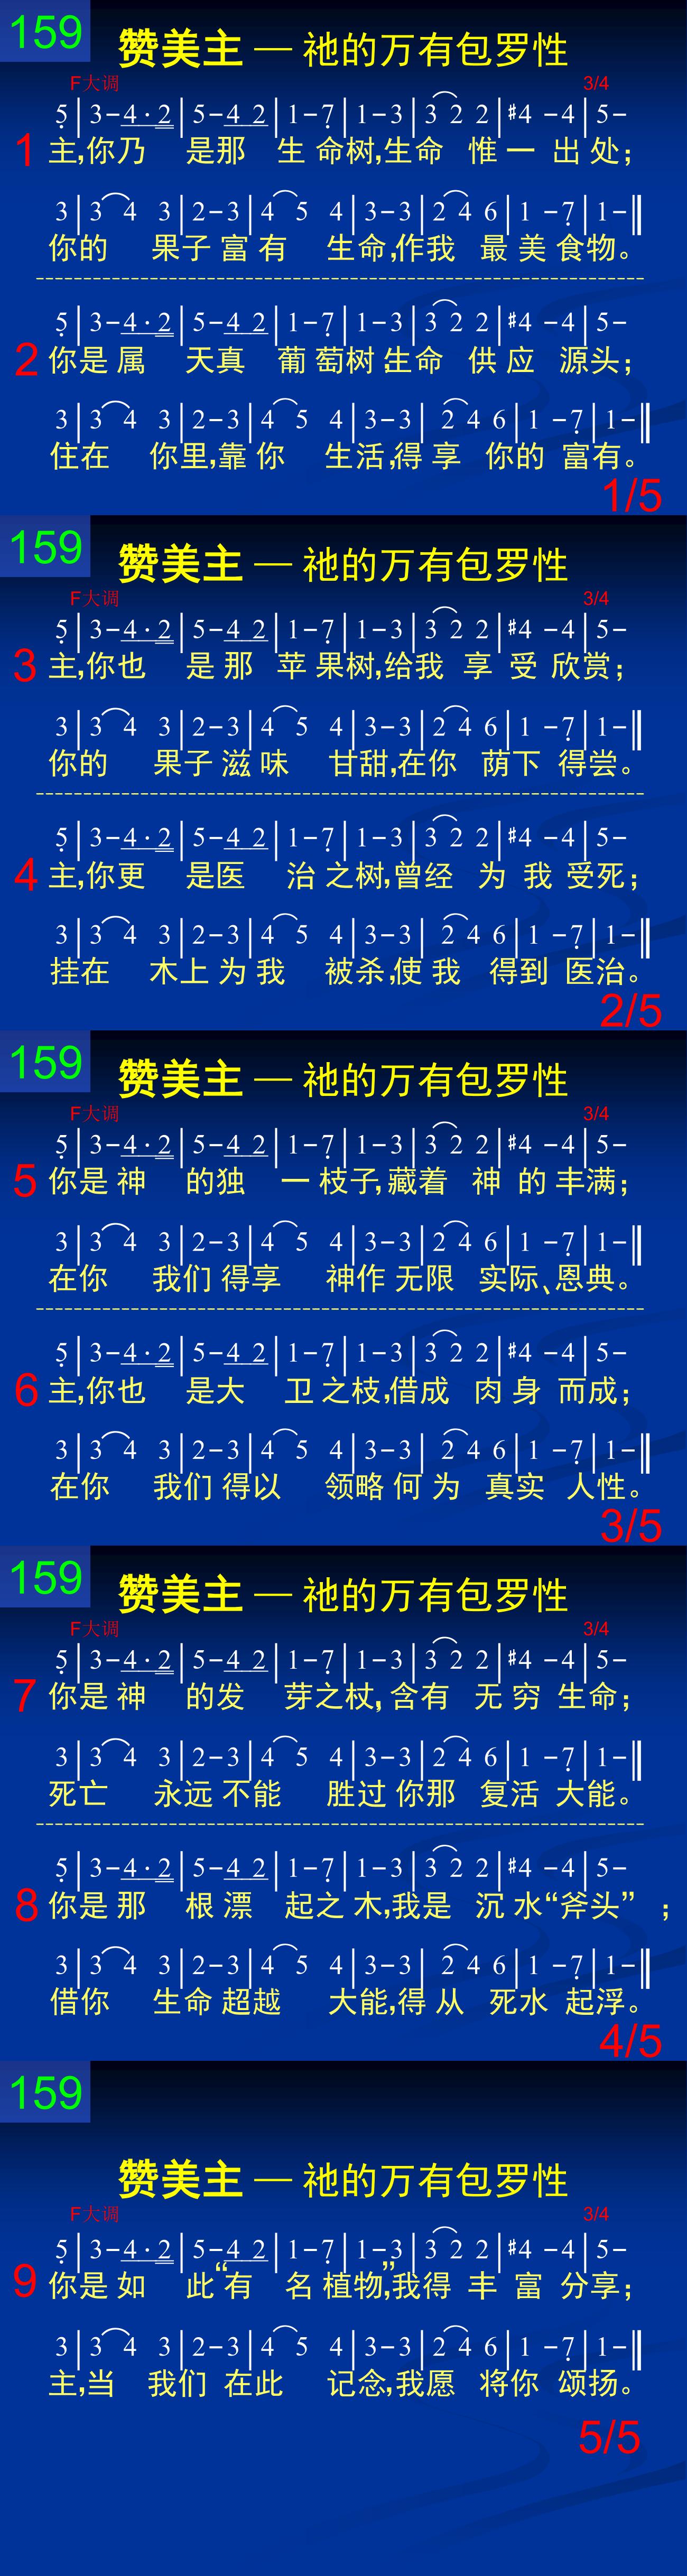 159
赞美主 — 祂的万有包罗性
F大调 3/4
5|3-4·2|5-4 2|1-7|1-3|3 2 2|#4 -4|5-
1 主,你乃 是那 生命树,生命 惟一 出处;
3|3 4 3|2-3|4 5 4|3-3|2 4 6|1 -7|1-‖
你的 果子富有 生命,作我 最美食物。
5|3-4·2|5-4 2|1-7|1-3|3 2 2|#4 -4|5-
2 你是属 天真 葡萄树;生命 供应 源头;
3|3 4 3|2-3|4 5 4|3-3|2 4 6|1 -7|1-‖
住在 你里,靠你 生活,得享 你的富有。
1/5
159
赞美主 — 祂的万有包罗性
F大调 3/4
5|3-4·2|5-4 2|1-7|1-3|3 2 2|#4 -4|5-
3 主,你也 是那 苹果树,给我 享受 欣赏;
3|3 4 3|2-3|4 5 4|3-3|2 4 6|1 -7|1-‖
你的 果子滋味 甘甜,在你 荫下 得尝。
5|3-4·2|5-4 2|1-7|1-3|3 2 2|#4 -4|5-
4 主,你更 是医 治之树,曾经 为我 受死;
3|3 4 3|2-3|4 5 4|3-3|2 4 6|1 -7|1-‖
挂在 木上为我 被杀,使我 得到 医治。
2/5
159
赞美主 — 祂的万有包罗性
F大调 3/4
5|3-4·2|5-4 2|1-7|1-3|3 2 2|#4 -4|5-
5 你是神 的独 一枝子,藏着 神的丰满;
3|3 4 3|2-3|4 5 4|3-3|2 4 6|1 -7|1-‖
在你 我们得享 神作无限 实际、恩典。
5|3-4·2|5-4 2|1-7|1-3|3 2 2|#4 -4|5-
6 主,你也 是大 卫之枝,借成 肉身 而成;
3|3 4 3|2-3|4 5 4|3-3|2 4 6|1 -7|1-‖
在你 我们得以 领略何为 真实 人性。
3/5
159
赞美主 — 祂的万有包罗性
F大调 3/4
5|3-4·2|5-4 2|1-7|1-3|3 2 2|#4 -4|5-
7 你是神 的发 芽之杖,含有 无穷 生命;
3|3 4 3|2-3|4 5 4|3-3|2 4 6|1 -7|1-‖
死亡 永远不能 胜过你那 复活大能。
5|3-4·2|5-4 2|1-7|1-3|3 2 2|#4 -4|5-
8 你是那 根漂 起之木,我是 沉水“斧头”;
3|3 4 3|2-3|4 5 4|3-3|2 4 6|1 -7|1-‖
借你 生命超越 大能,得从 死水 起浮。
4/5
159
赞美主 — 祂的万有包罗性
F大调 3/4
5|3-4·2|5-4 2|1-7|1-3|3 2 2|#4 -4|5-
9 你是如 此“有 名植物”,我得 丰富 分享;
3|3 4 3|2-3|4 5 4|3-3|2 4 6|1 -7|1-‖
主,当 我们在此 记念,我愿 将你 颂扬。
5/5